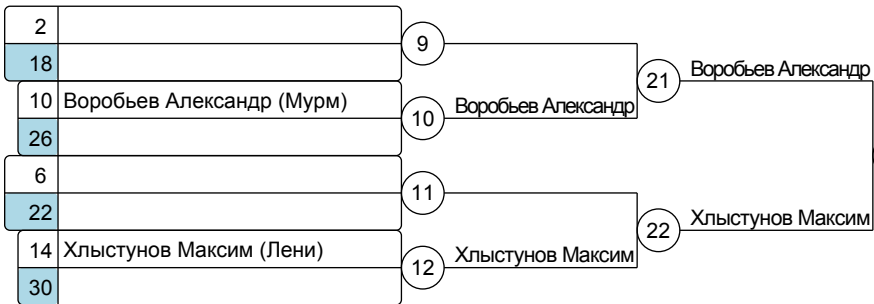 2
9
18
21 Воробьев Александр
10 Воробьев Александр (Мурм)
10 Воробьев Александр
26
6
11
22
22 Хлыстунов Максим
14 Хлыстунов Максим (Лени)
12 Хлыстунов Максим
30